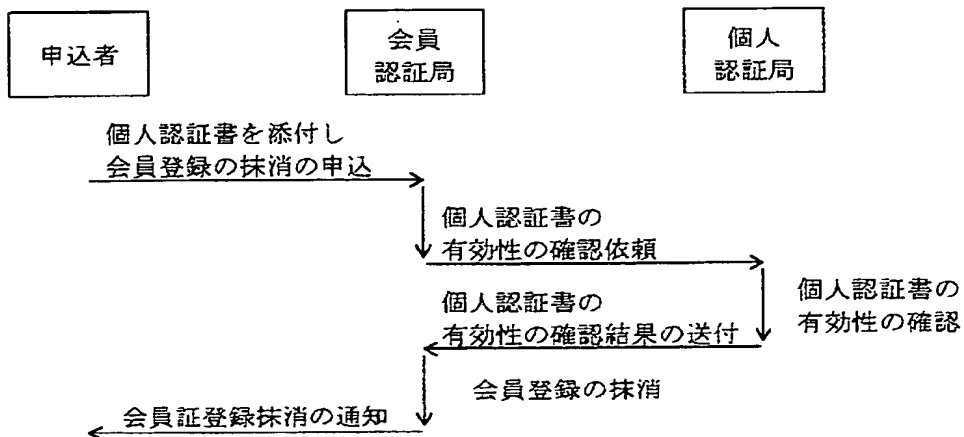 申込者
会員
認証局
個人
認証局
個人認証書を添付し
会員登録の抹消の申込
個人認証書の
有効性の確認依頼
個人認証書の
有効性の確認
個人認証書の
有効性の確認結果の送付
会員登録の抹消
会員証登録抹消の通知